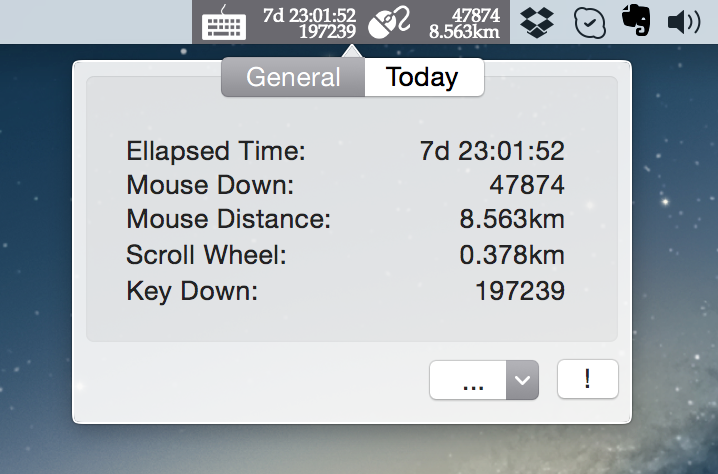 7d 23:01:52 47874
197239 8.563km
General Today
Ellapsed Time: 7d 23:01:52
Mouse Down: 47874
Mouse Distance: 8.563km
Scroll Wheel: 0.378km
Key Down: 197239
... !